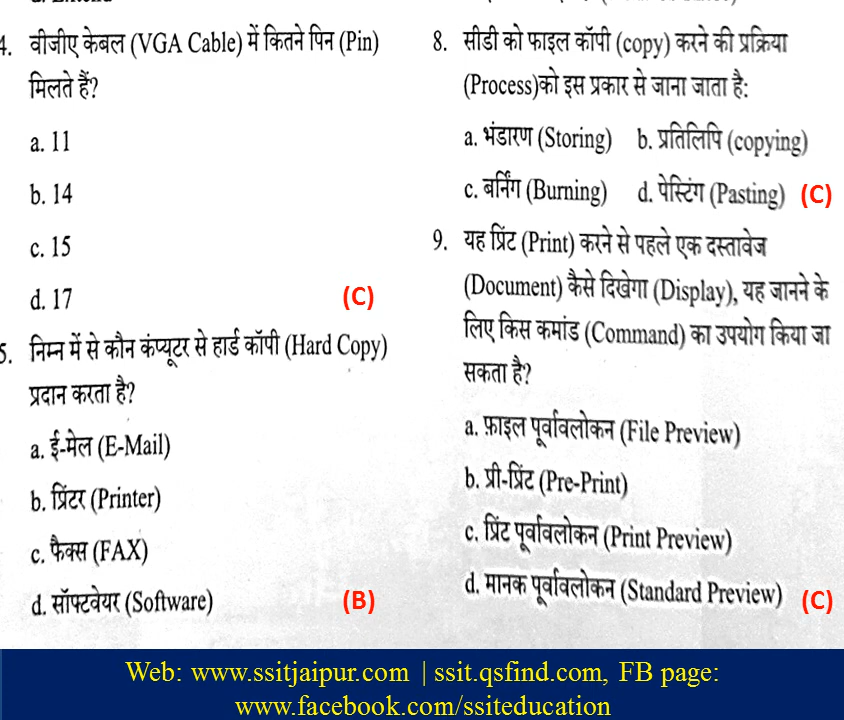 4. वीजीए केबल (VGA Cable) में कितने पिन (Pin)
मिलते हैं?
a. 11
b. 14
c. 15
d. 17 (C)
5. निम्न में से कौन कंप्यूटर से हार्ड कॉपी (Hard Copy)
प्रदान करता है?
a. ई-मेल (E-Mail)
b. प्रिंटर (Printer)
c. फैक्स (FAX)
d. सॉफ्टवेयर (Software) (B)
8. सीडी को फाइल कॉपी (copy) करने की प्रक्रिया
(Process)को इस प्रकार से जाना जाता है:
a. भंडारण (Storing) b. प्रतिलिपि (copying)
c. बर्निंग (Burning) d. पेस्टिंग (Pasting) (C)
9. यह प्रिंट (Print) करने से पहले एक दस्तावेज
(Document) कैसे दिखेगा (Display), यह जानने के
लिए किस कमांड (Command) का उपयोग किया जा
सकता है?
a. फ़ाइल पूर्वावलोकन (File Preview)
b. प्री-प्रिंट (Pre-Print)
c. प्रिंट पूर्वावलोकन (Print Preview)
d. मानक पूर्वावलोकन (Standard Preview) (C)
Web: www.ssitjaipur.com | ssit.qsfind.com, FB page:
www.facebook.com/ssiteducation